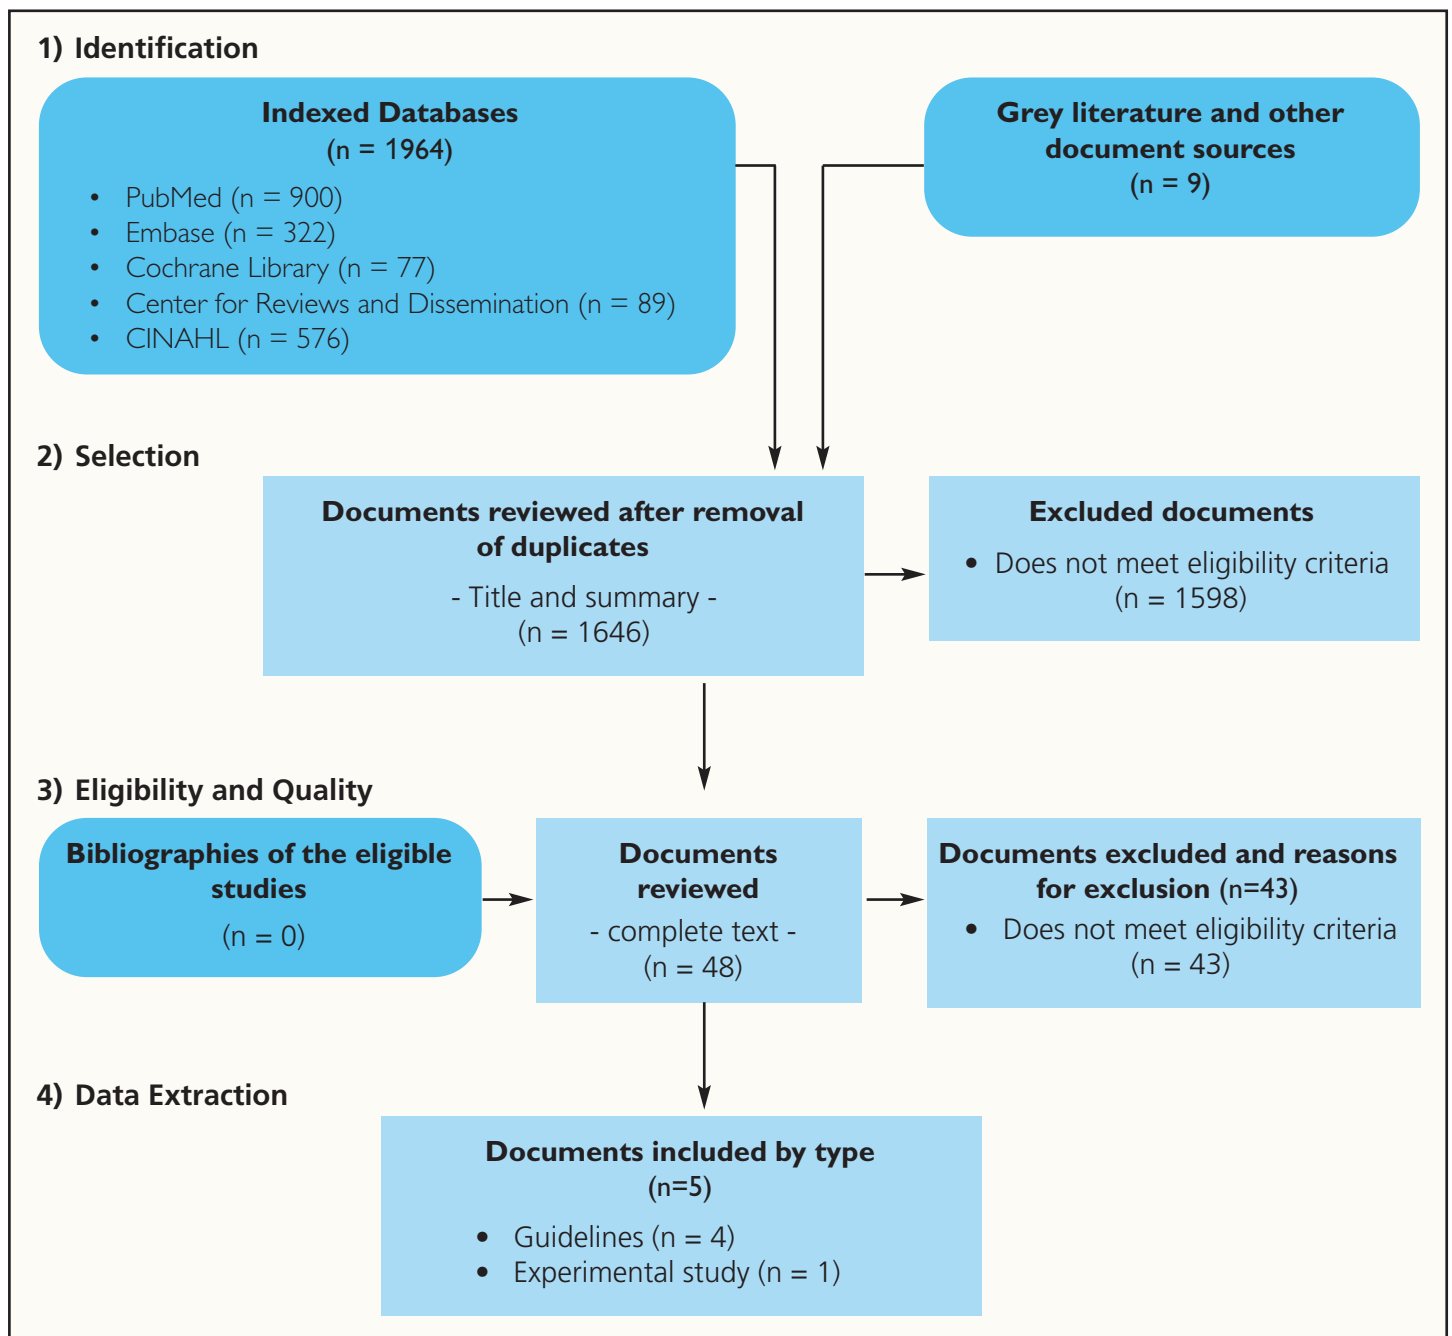 1) Identification
Indexed Databases
(n = 1964)
• PubMed (n = 900)
• Embase (n = 322)
• Cochrane Library (n = 77)
• Center for Reviews and Dissemination (n = 89)
• CINAHL (n = 576)
Grey literature and other
document sources
(n = 9)
2) Selection
Documents reviewed after removal
of duplicates
- Title and summary -
(n = 1646)
Excluded documents
• Does not meet eligibility criteria
(n = 1598)
3) Eligibility and Quality
Bibliographies of the eligible
studies
(n = 0)
Documents
reviewed
- complete text -
(n = 48)
Documents excluded and reasons
for exclusion (n=43)
• Does not meet eligibility criteria
(n = 43)
4) Data Extraction
Documents included by type
(n=5)
• Guidelines (n = 4)
• Experimental study (n = 1)